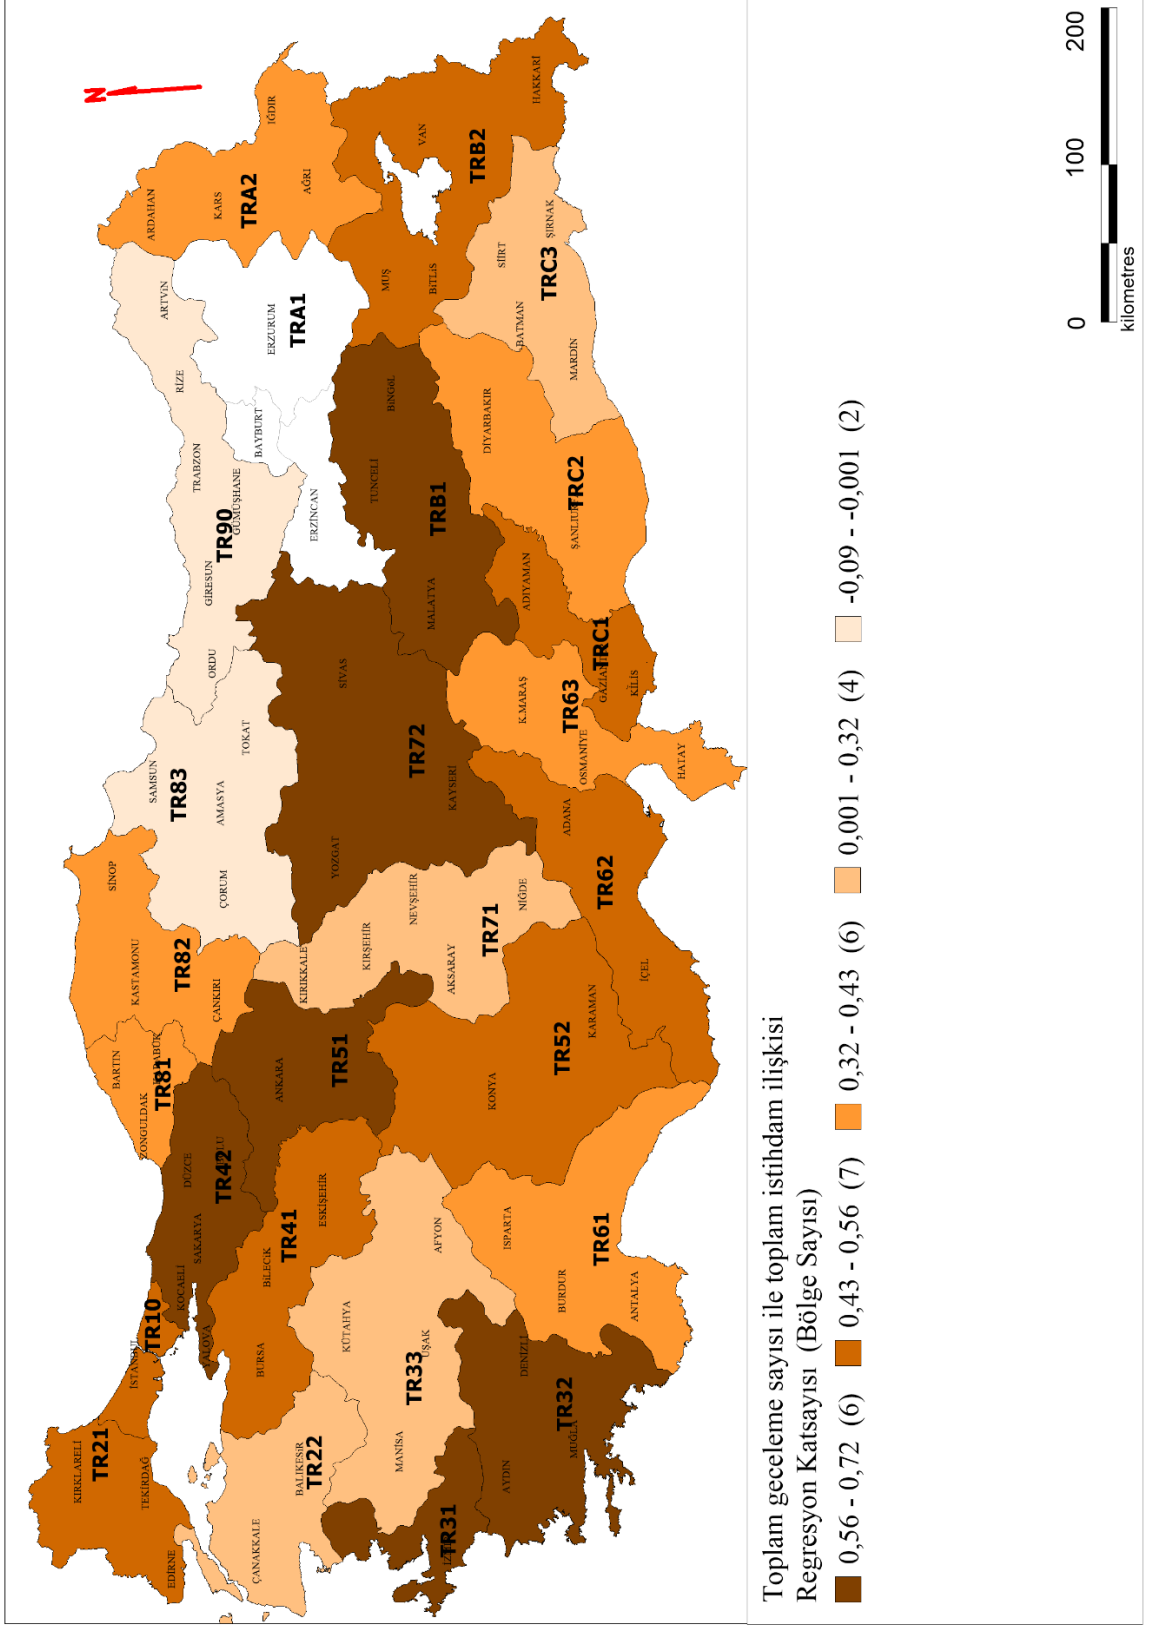 N
KIRKLARELİ
TR21
TEKİRDAĞ
EDİRNE
İSTANBUL
TR10
KOCAELİ
YALOVA
SAKARYA
DÜZCE
TR42
ZONGULDAK
BARTIN
TR81
KASTAMONU
SİNOP
TR82
ÇANKIRI
SAMSUN
TR83
AMASYA
TOKAT
ÇORUM
ORDU
GİRESUN
TR90
GÜMÜŞHANE
TRABZON
RİZE
ARTVİN
BAYBURT
ERZURUM
TRA1
ERZİNCAN
ARDAHAN
KARS
TRA2
IĞDIR
AĞRI
ÇANAKKALE
BALIKESİR
TR22
BURSA
BİLECİK
TR41
ESKİŞEHİR
KÜTAHYA
MANİSA
TR33
UŞAK
AFYON
ANKARA
TR51
KIRIKKALE
KIRŞEHİR
NEVŞEHİR
AKSARAY
TR71
NİĞDE
YOZGAT
SİVAS
TR72
KAYSERİ
MALATYA
TRB1
TUNCELİ
BİNGÖL
MUŞ
BİTLİS
VAN
TRB2
HAKKARİ
TR31
AYDIN
DENİZLİ
TR32
MUĞLA
ISPARTA
BURDUR
TR61
ANTALYA
KONYA
TR52
KARAMAN
İÇEL
TR62
ADANA
K.MARAŞ
TR63
OSMANİYE
HATAY
ADIYAMAN
TRC1
KİLİS
DİYARBAKIR
TRC2
SİİRT
BATMAN
TRC3
ŞIRNAK
MARDİN
Toplam geceleme sayısı ile toplam istihdam ilişkisi
Regresyon Katsayısı (Bölge Sayısı)
0,56 - 0,72 (6) 0,43 - 0,56 (7) 0,32 - 0,43 (6) 0,001 - 0,32 (4) -0,09 - -0,001 (2)
0 100 200
kilometres